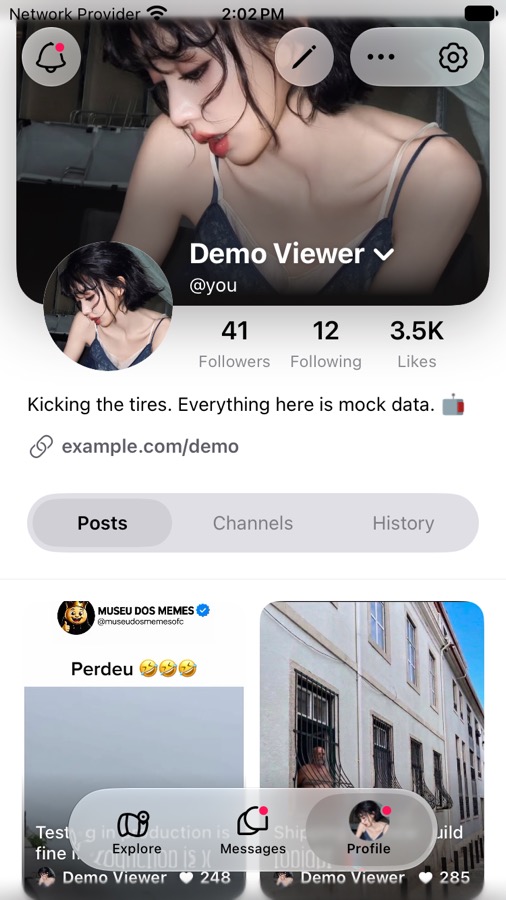 Network Provider 2:02 PM
Demo Viewer
@you
41 12 3.5K
Followers Following Likes
Kicking the tires. Everything here is mock data.
example.com/demo
Posts Channels History
MUSEU DOS MEMES
@museudosmemesofc
Perdeu 🤣🤣🤣
is
fine
Explore Messages Profile
Demo Viewer 248
Demo Viewer 285